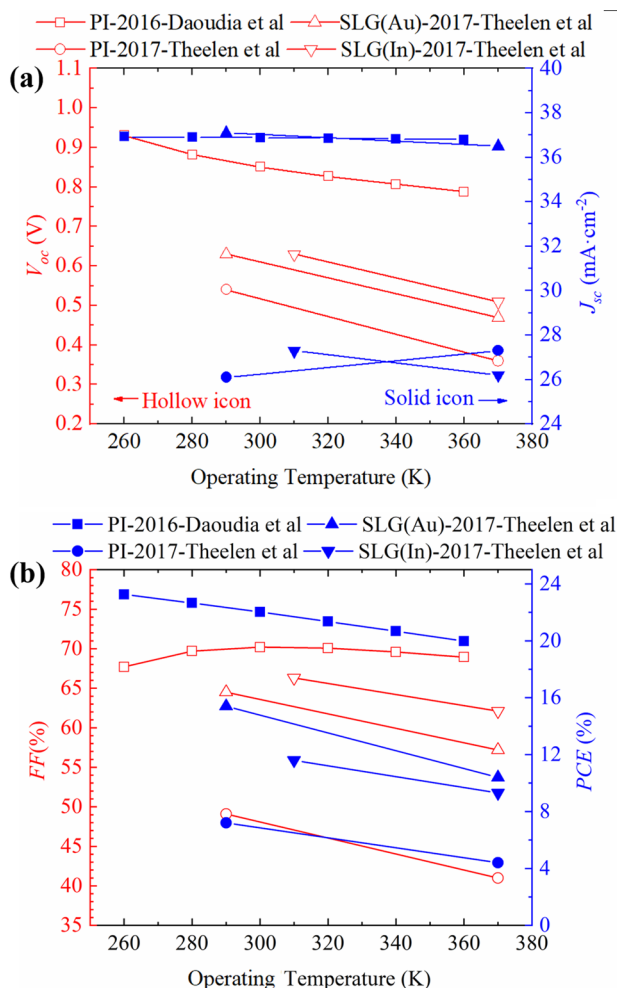 PI-2016-Daoudia et al SLG(Au)-2017-Theelen et al
PI-2017-Theelen et al SLG(In)-2017-Theelen et al
(a)
1.1
1.0
0.9
0.8
0.7
0.6
0.5
0.4
0.3
0.2
Voc (V)
40
38
36
34
32
30
28
26
24
Jsc (mA·cm-2)
Hollow icon
Solid icon
260 280 300 320 340 360 380
Operating Temperature (K)
PI-2016-Daoudia et al SLG(Au)-2017-Theelen et al
PI-2017-Theelen et al SLG(In)-2017-Theelen et al
(b)
80
75
70
65
60
55
50
45
40
35
FF(%)
24
20
16
12
8
4
0
PCE (%)
260 280 300 320 340 360 380
Operating Temperature (K)